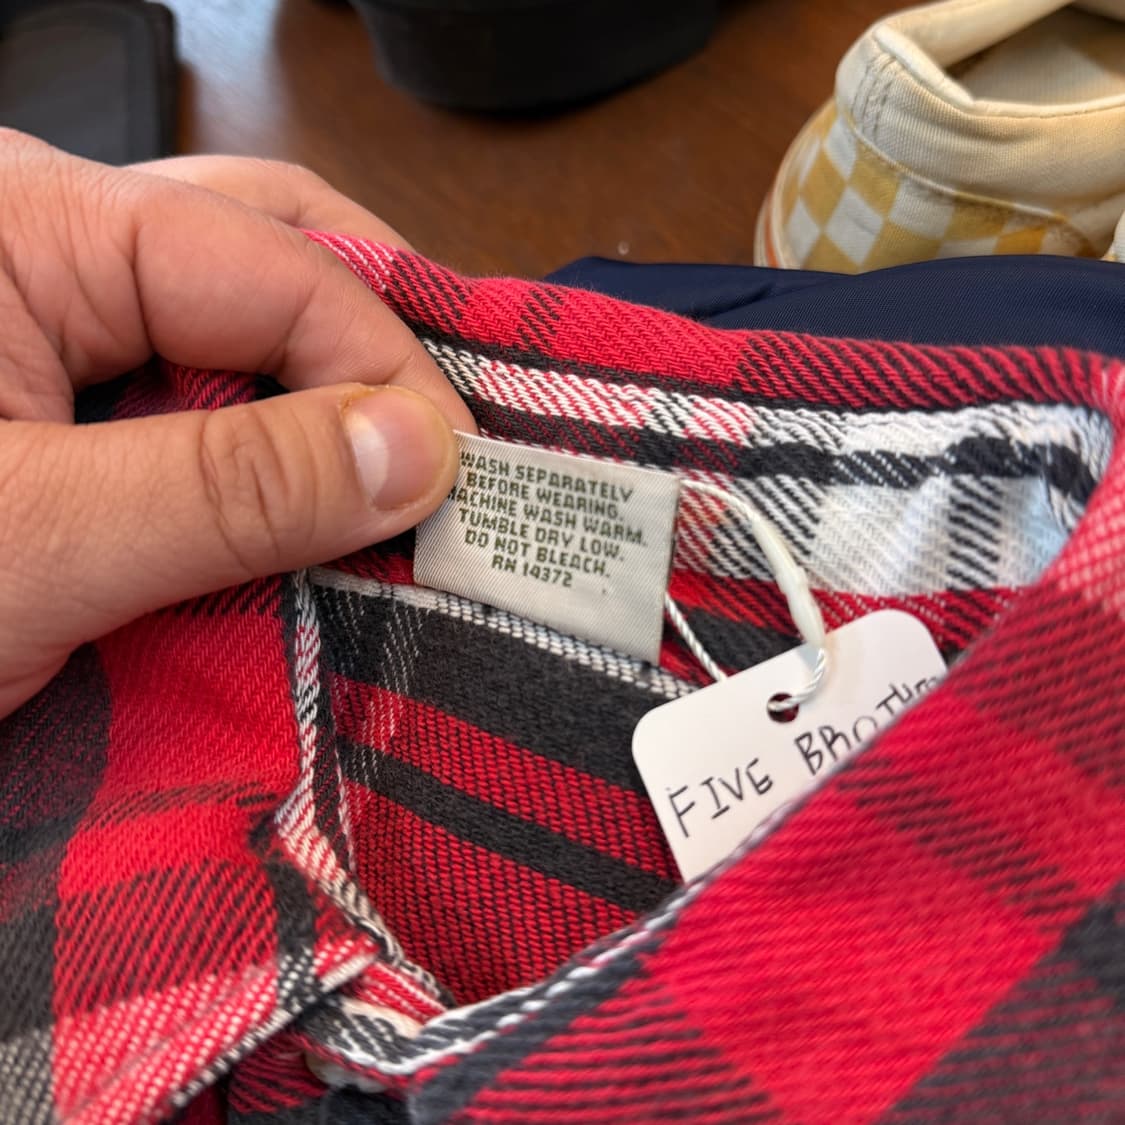 WASH SEPARATELY
BEFORE WEARING.
MACHINE WASH WARM.
TUMBLE DRY LOW.
DO NOT BLEACH.
RN 14372
FIVE BROTH